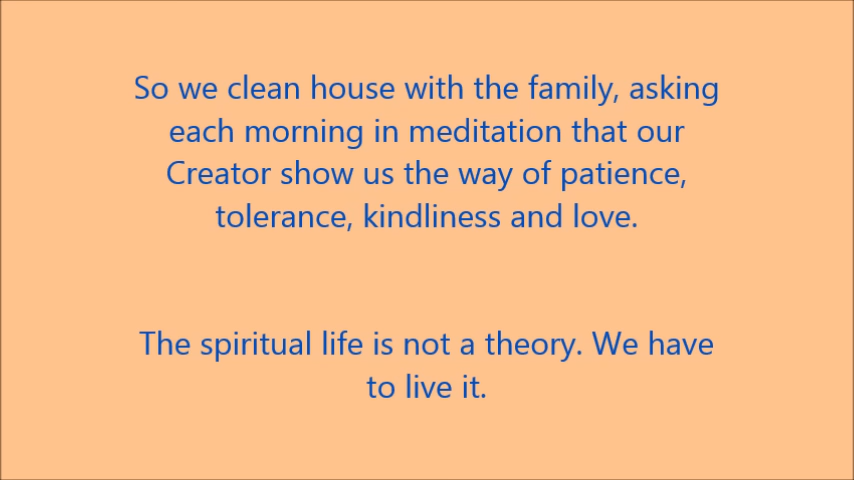 So we clean house with the family, asking
each morning in meditation that our
Creator show us the way of patience,
tolerance, kindliness and love.
The spiritual life is not a theory. We have
to live it.